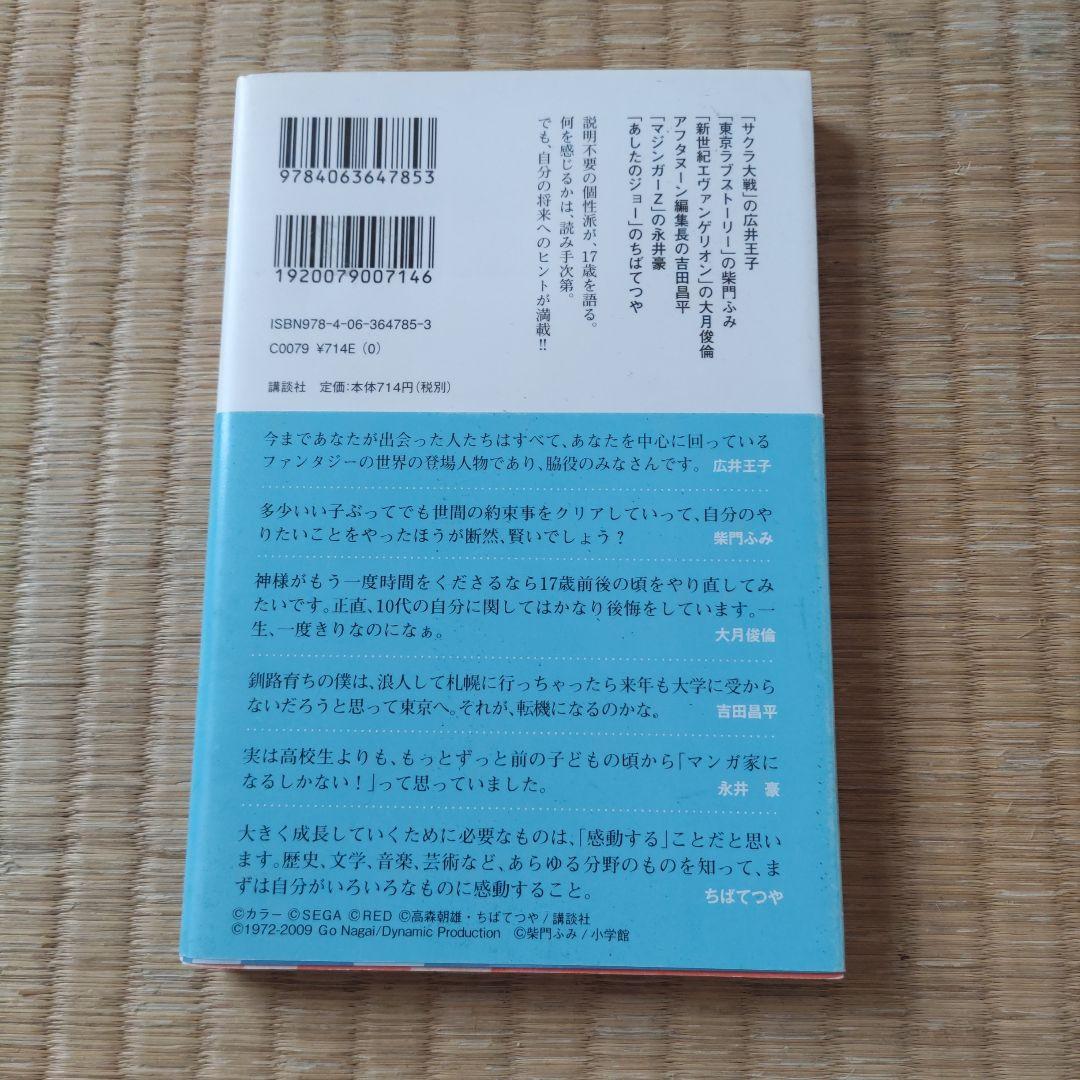 「サクラ大戦」の広井王子
「東京ラブストーリー」の柴門ふみ
「新世紀エヴァンゲリオン」の大月俊倫
アフタヌーン編集長の吉田昌平
「マジンガーZ」の永井豪
「あしたのジョー」のちばてつや
説明不要の個性派が、17歳を語る。
何を感じるかは、読み手次第。
でも、自分の将来へのヒントが満載!!
9784063647853
1920079007146
ISBN978-4-06-364785-3
C0079 ¥714E (0)
講談社 定価:本体714円(税別)
今まであなたが出会った人たちはすべて、あなたを中心に回っている
ファンタジーの世界の登場人物であり、脇役のみなさんです。 広井王子
多少いい子ぶってでも世間の約束事をクリアしていって、自分のや
りたいことをやったほうが断然、賢いでしょう? 柴門ふみ
神様がもう一度時間をくださるなら17歳前後の頃をやり直してみ
たいです。正直、10代の自分に関してはかなり後悔をしています。一
生、一度きりなのになぁ。 大月俊倫
釧路育ちの僕は、浪人して札幌に行っちゃったら来年も大学に受から
ないだろうと思って東京へ。それが、転機になるのかな。 吉田昌平
実は高校生よりも、もっとずっと前の子どもの頃から「マンガ家に
なるしかない!」って思っていました。 永井 豪
大きく成長していくために必要なものは、「感動する」ことだと思い
ます。歴史、文学、音楽、芸術など、あらゆる分野のものを知って、ま
ずは自分がいろいろなものに感動すること。 ちばてつや
©カラー ©SEGA ©RED ©高森朝雄・ちばてつや/講談社
©1972-2009 Go Nagai/Dynamic Production ©柴門ふみ/小学館